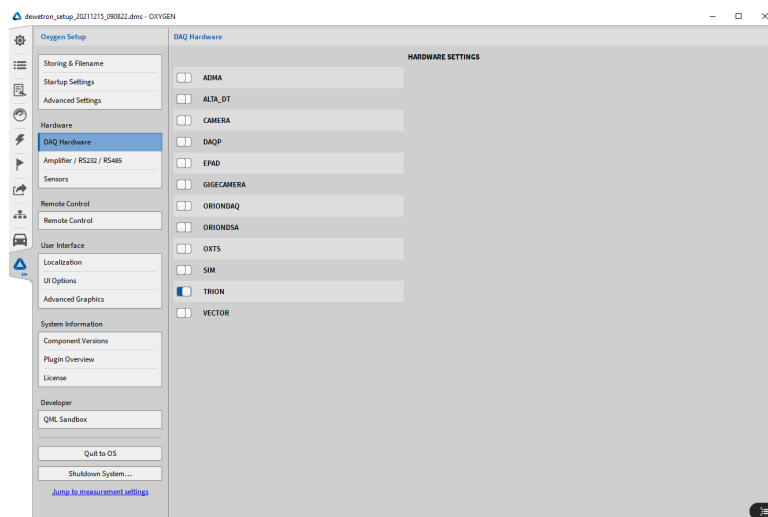 dewetron_setup_20211215_090822.dms - OXYGEN
Oxygen Setup
Storing & Filename
Startup Settings
Advanced Settings
Hardware
DAQ Hardware
Amplifier / RS232 / RS485
Sensors
Remote Control
Remote Control
User Interface
Localization
UI Options
Advanced Graphics
System Information
Component Versions
Plugin Overview
License
Developer
QML Sandbox
Quit to OS
Shutdown System...
Jump to measurement settings
DAQ Hardware
HARDWARE SETTINGS
ADMA
ALTA_DT
CAMERA
DAQP
EPAD
GIGECAMERA
ORIONDAQ
ORIONDSA
OXTS
SIM
TRION
VECTOR